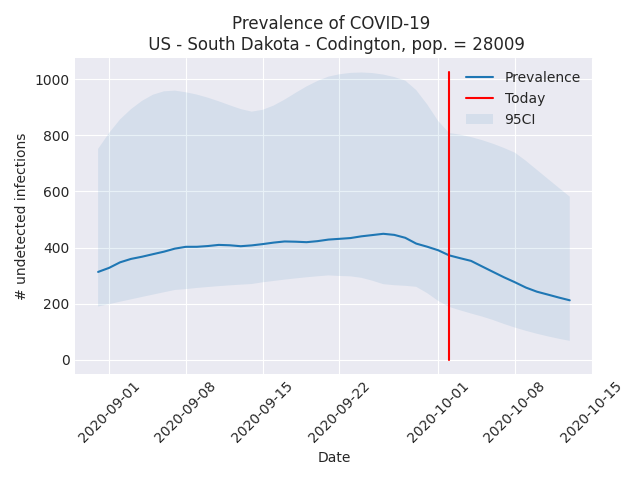 Prevalence of COVID-19
US - South Dakota - Codington, pop. = 28009
# undetected infections
1000
800
600
400
200
0
Prevalence
Today
95CI
2020-09-01
2020-09-08
2020-09-15
2020-09-22
2020-10-01
2020-10-08
2020-10-15
Date